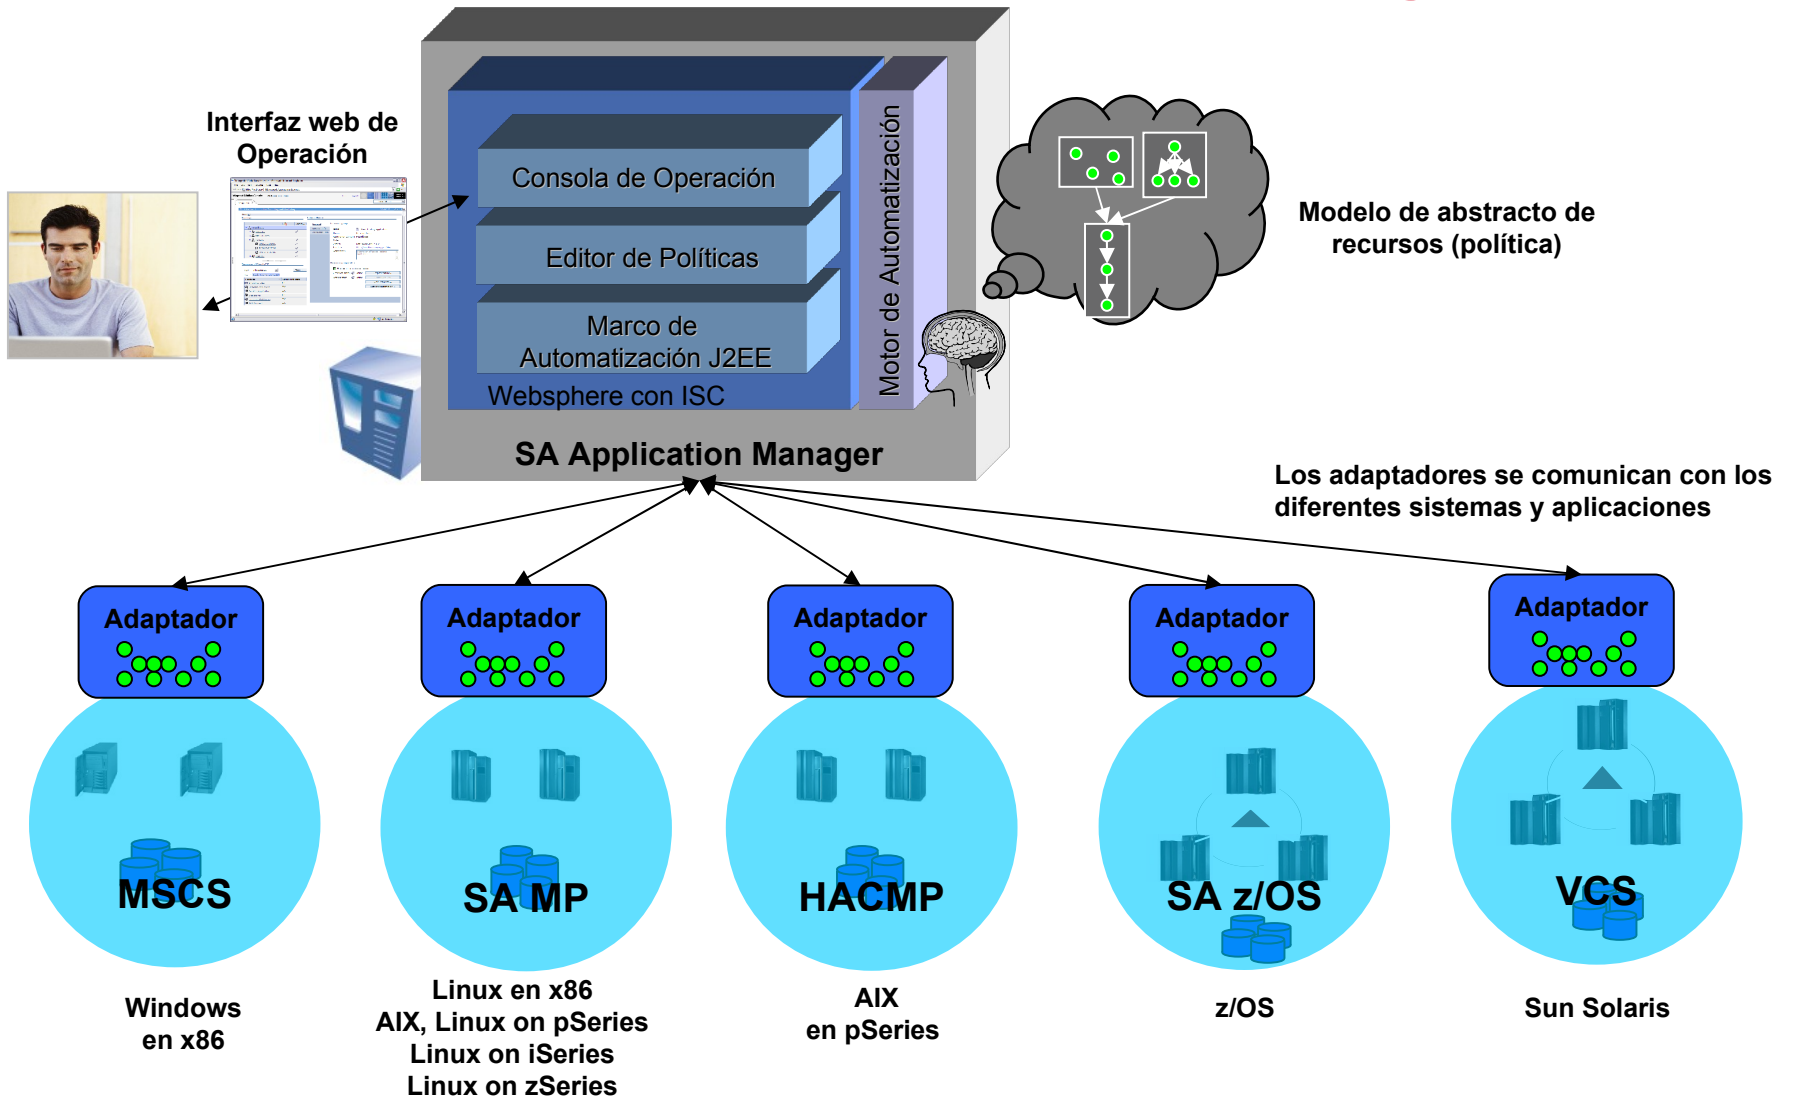 Interfaz web de
Operación
Consola de Operación
Editor de Políticas
Marco de
Automatización J2EE
Websphere con ISC
Motor de Automatización
SA Application Manager
Modelo de abstracto de
recursos (política)
Los adaptadores se comunican con los
diferentes sistemas y aplicaciones
Adaptador
Adaptador
Adaptador
Adaptador
Adaptador
MSCS
SA MP
HACMP
SA z/OS
VCS
Windows
en x86
Linux en x86
AIX, Linux on pSeries
Linux on iSeries
Linux on zSeries
AIX
en pSeries
z/OS
Sun Solaris